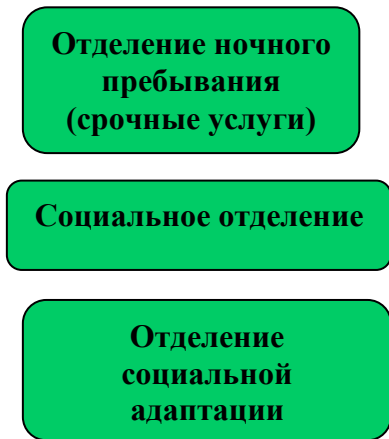 Отделение ночного
пребывания
(срочные услуги)
Социальное отделение
Отделение
социальной
адаптации